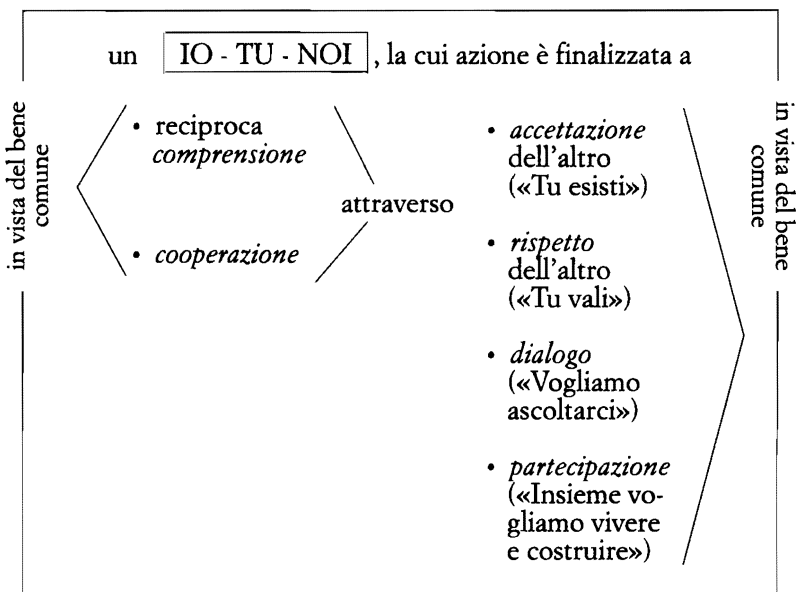 un IO - TU - NOI , la cui azione è finalizzata a
in vista del bene
comune
• reciproca
comprensione
• cooperazione
attraverso
• accettazione
dell'altro
(«Tu esisti»)
• rispetto
dell'altro
(«Tu vali»)
• dialogo
(«Vogliamo
ascoltarci»)
• partecipazione
(«Insieme vo-
gliamo vivere
e costruire»)
in vista del bene
comune